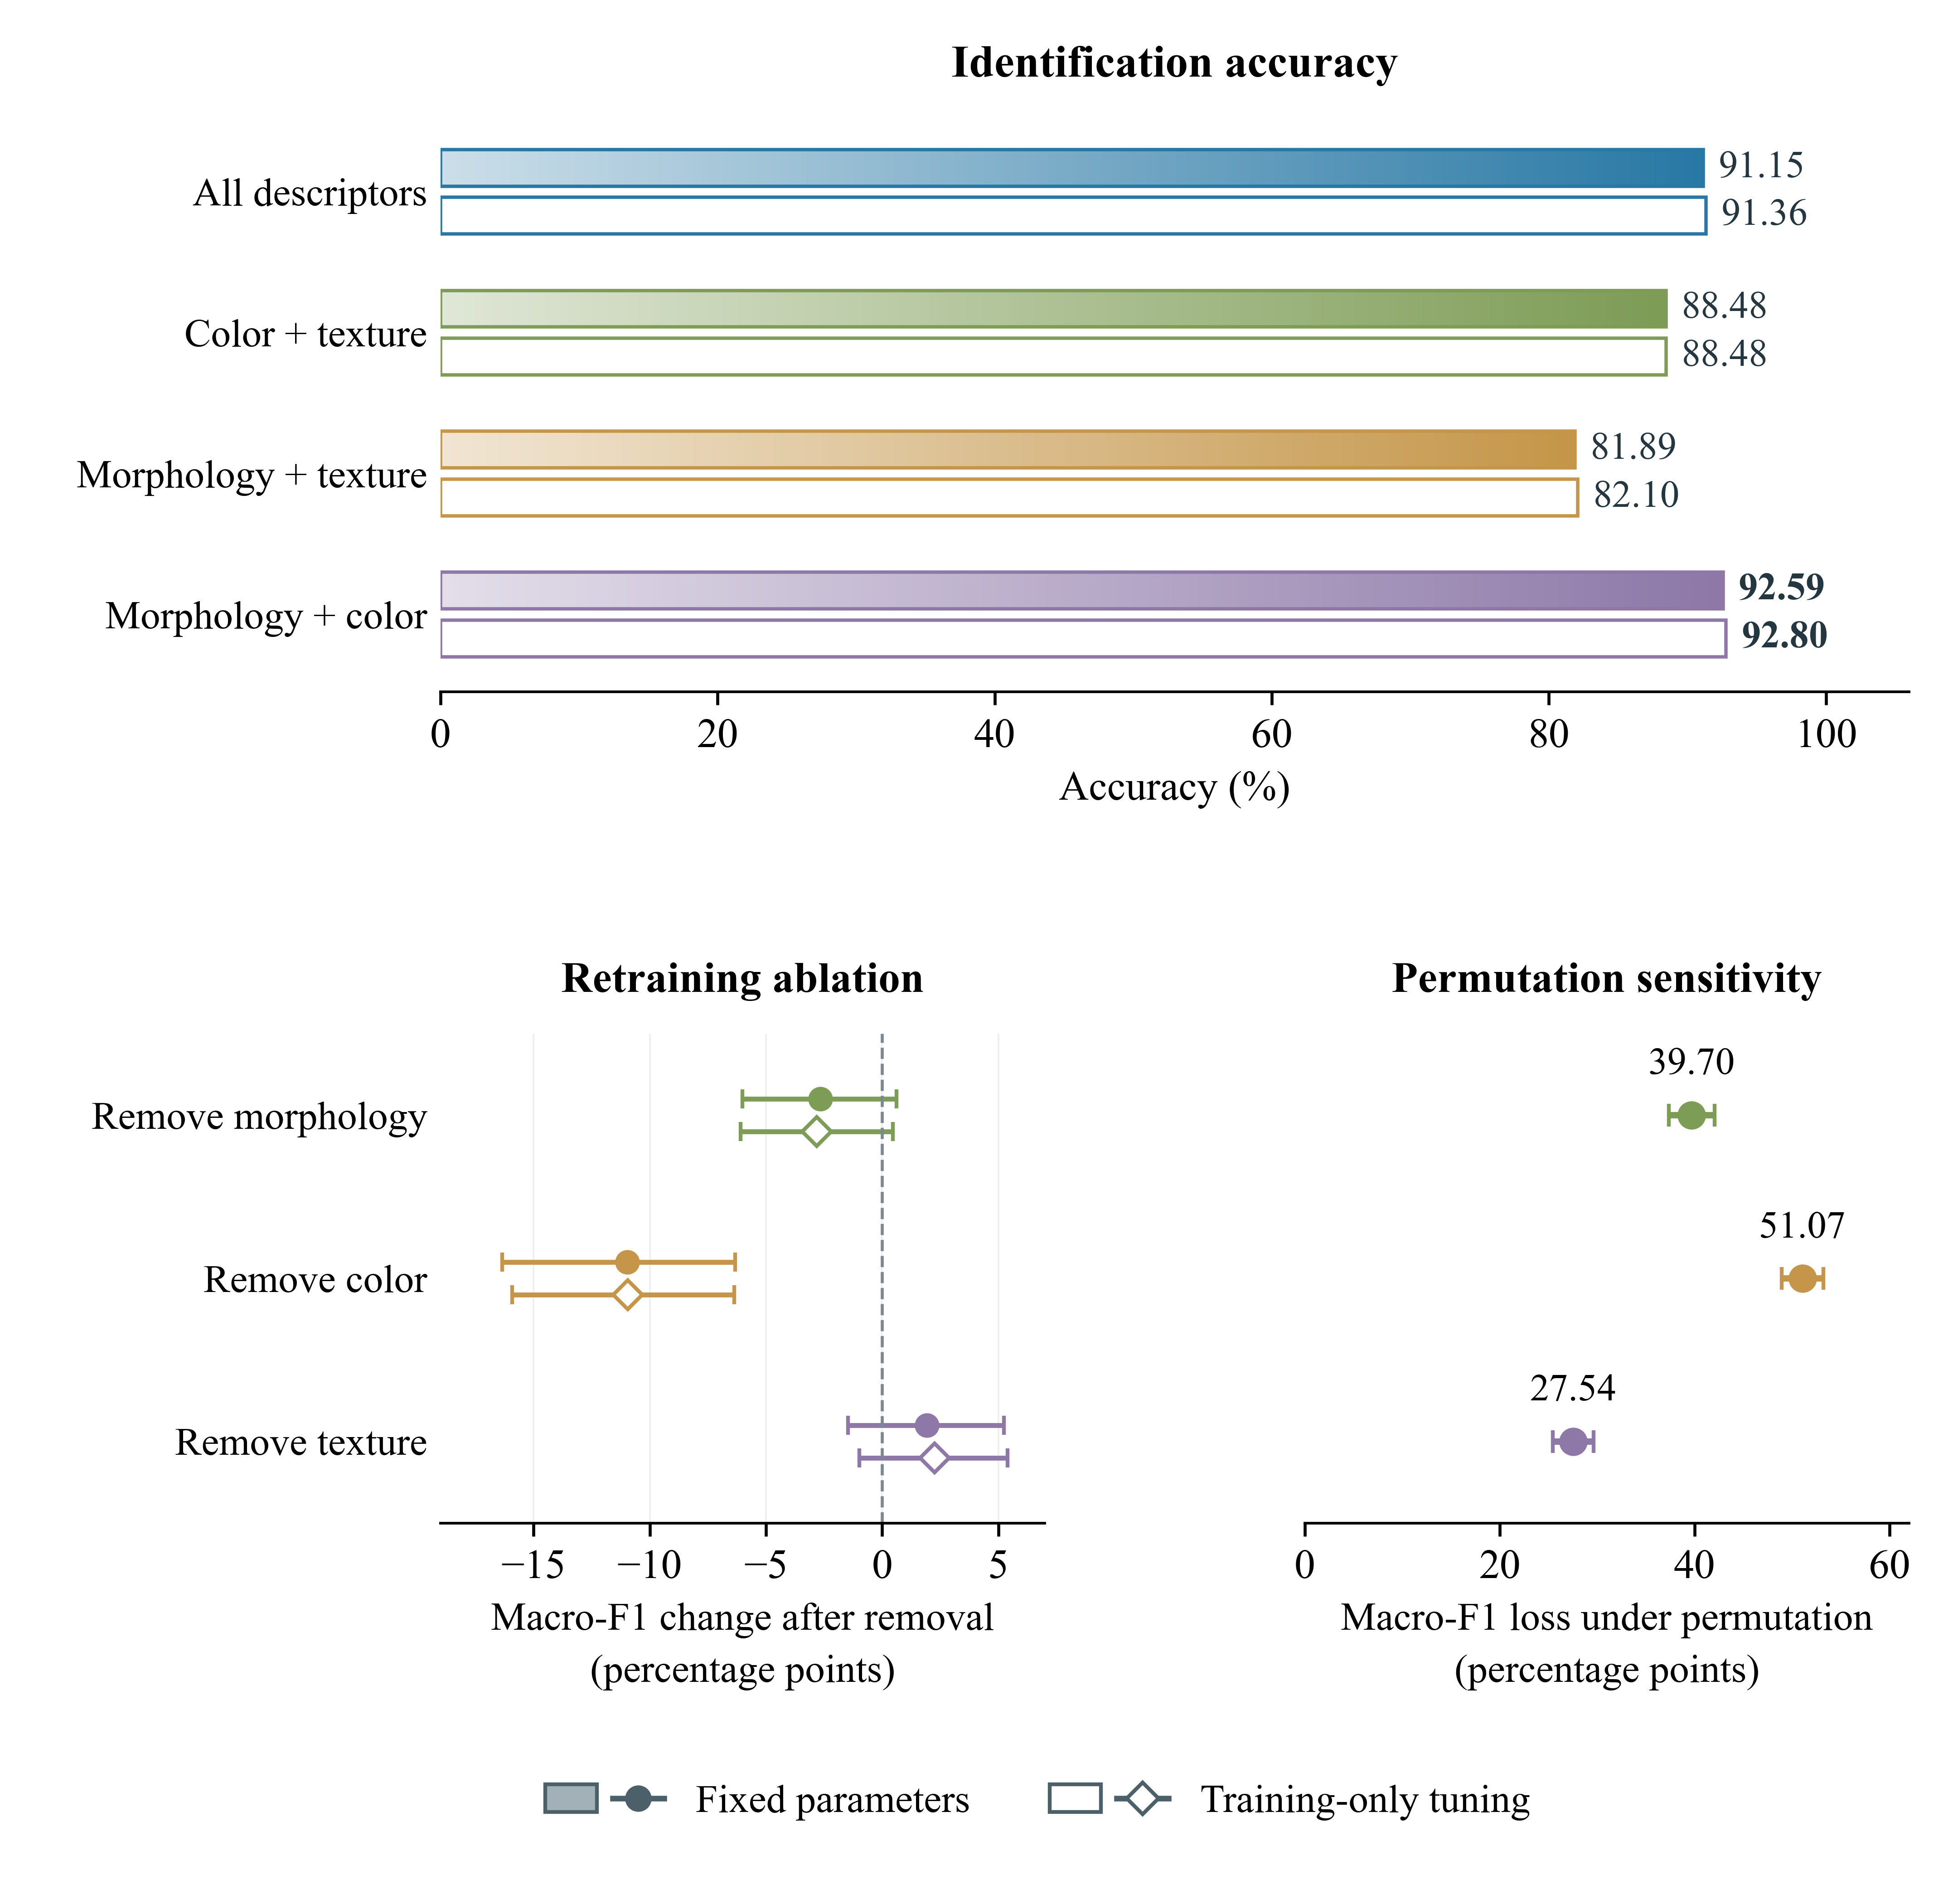 Identification accuracy
All descriptors
91.15
91.36
Color + texture
88.48
88.48
Morphology + texture
81.89
82.10
Morphology + color
92.59
92.80
0 20 40 60 80 100
Accuracy (%)
Retraining ablation
Remove morphology
Remove color
Remove texture
−15 −10 −5 0 5
Macro-F1 change after removal
(percentage points)
Permutation sensitivity
39.70
51.07
27.54
0 20 40 60
Macro-F1 loss under permutation
(percentage points)
Fixed parameters
Training-only tuning